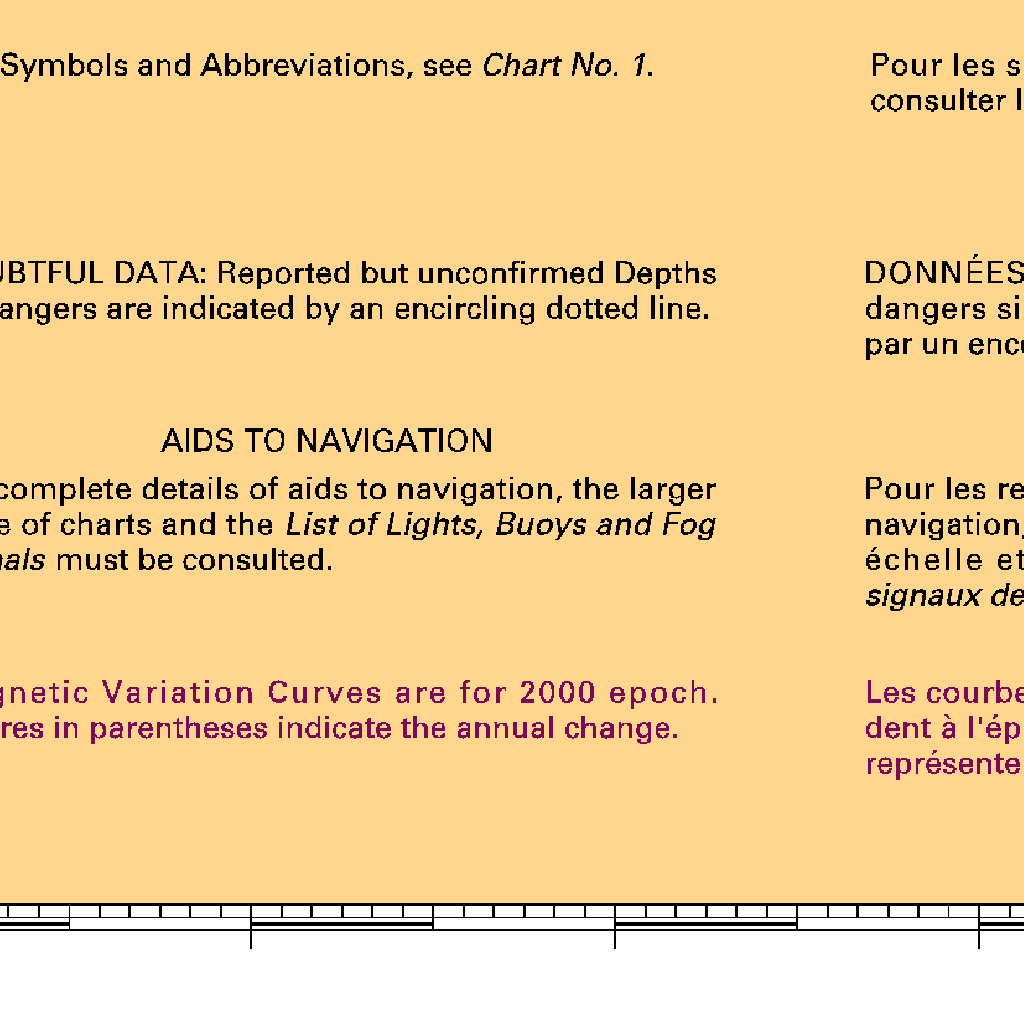 Symbols and Abbreviations, see Chart No. 1.
UBTFUL DATA: Reported but unconfirmed Depths
angers are indicated by an encircling dotted line.
AIDS TO NAVIGATION
complete details of aids to navigation, the larger
e of charts and the List of Lights, Buoys and Fog
nals must be consulted.
gnetic Variation Curves are for 2000 epoch.
res in parentheses indicate the annual change.
Pour les s
consulter l
DONNÉES
dangers si
par un enc
Pour les re
navigation,
échelle et
signaux de
Les courbe
dent à l'ép
représente